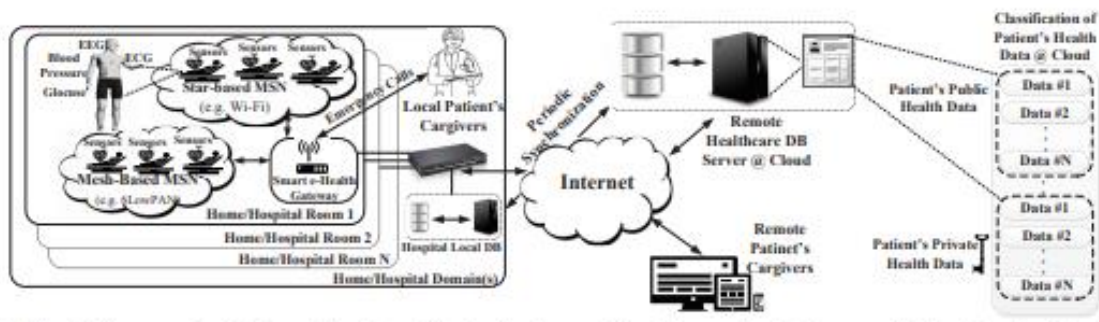 EEG
ECG
Blood
Pressure
Glucose
Sensors Sensors Sensors
Star-based MSN
(e.g. Wi-Fi)
Sensors Sensors Sensors
Mesh-Based MSN
(e.g. 6LowPAN)
Emergency Calls
Smart e-Health
Gateway
Home/Hospital Room 1
Home/Hospital Room 2
Home/Hospital Room N
Home/Hospital Domain(s)
Local Patient's
Cargivers
Hospital Local DB
Periodic
Synchronization
Internet
Remote
Healthcare DB
Server @ Cloud
Remote
Patinet's
Cargivers
Classification of
Patient's Health
Data @ Cloud
Patient's Public
Health Data
Data #1
Data #2
Data #N
Patient's Private
Health Data
Data #1
Data #2
Data #N